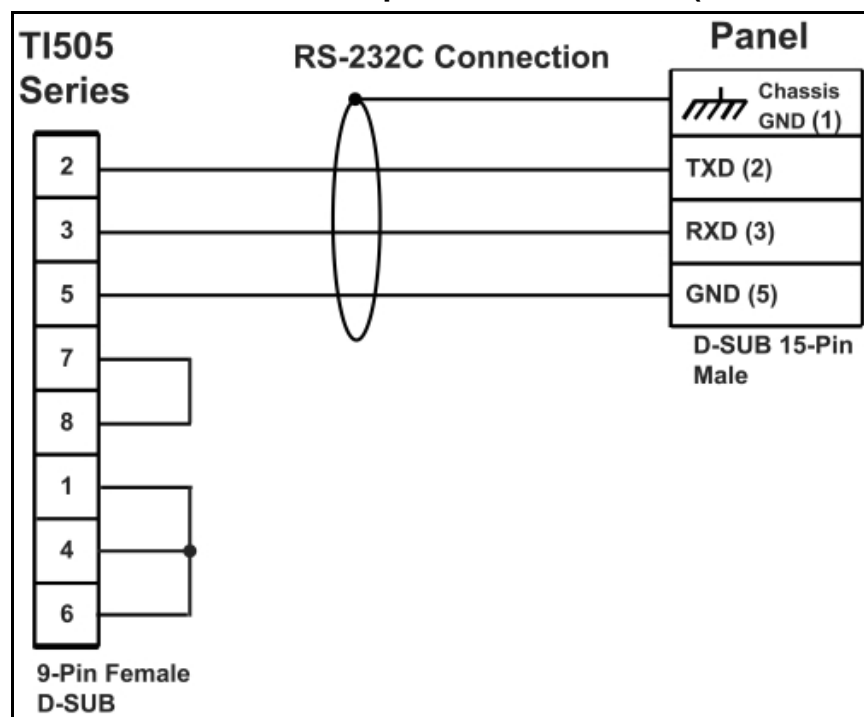 TI505
Series
RS-232C Connection
Panel
Chassis
GND (1)
TXD (2)
RXD (3)
GND (5)
D-SUB 15-Pin
Male
2
3
5
7
8
1
4
6
9-Pin Female
D-SUB